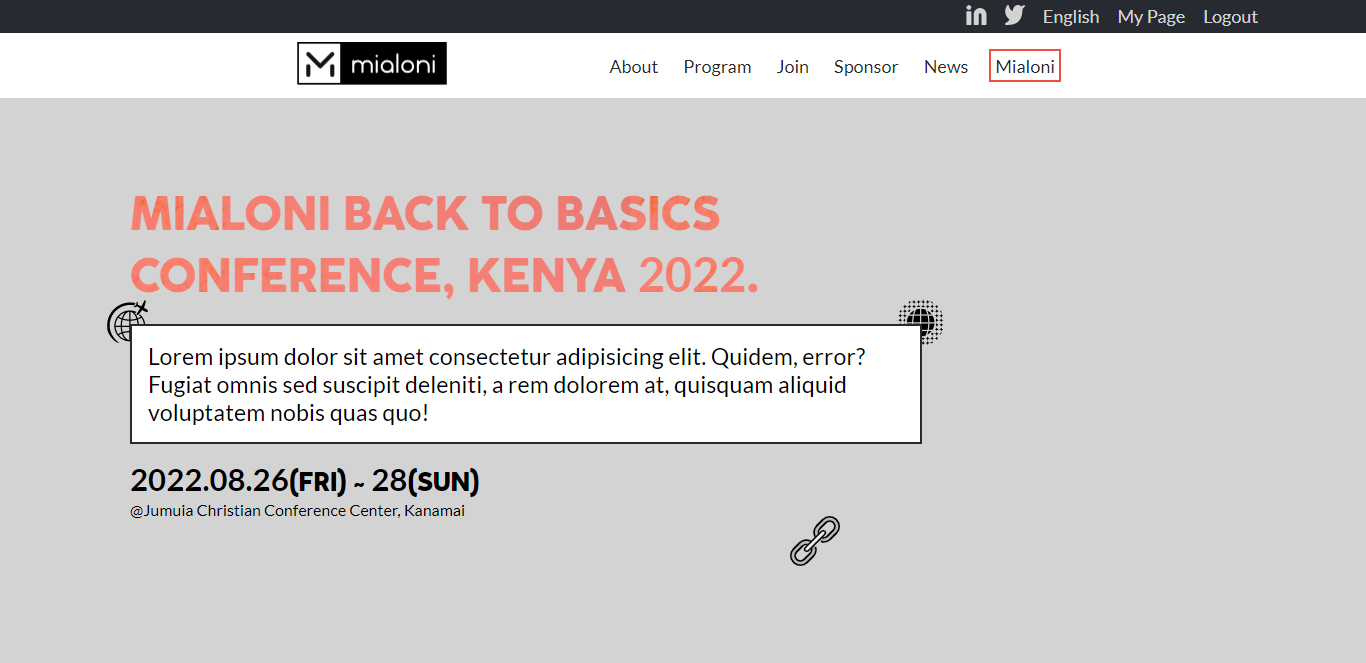 English My Page Logout
mialoni
About Program Join Sponsor News Mialoni
MIALONI BACK TO BASICS
CONFERENCE, KENYA 2022.
Lorem ipsum dolor sit amet consectetur adipisicing elit. Quidem, error?
Fugiat omnis sed suscipit deleniti, a rem dolorem at, quisquam aliquid
voluptatem nobis quas quo!
2022.08.26(FRI) ~ 28(SUN)
@Jumuia Christian Conference Center, Kanamai